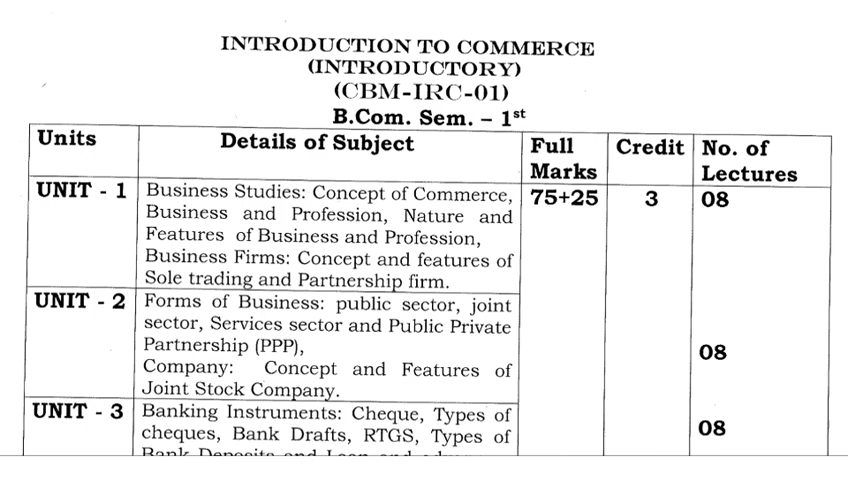 INTRODUCTION TO COMMERCE
(INTRODUCTORY)
(CBM-IRC-01)
B.Com. Sem. – 1st
Units
Details of Subject
Full
Marks
Credit
No. of
Lectures
UNIT - 1
Business Studies: Concept of Commerce,
Business and Profession, Nature and
Features of Business and Profession,
Business Firms: Concept and features of
Sole trading and Partnership firm.
75+25
3
08
UNIT - 2
Forms of Business: public sector, joint
sector, Services sector and Public Private
Partnership (PPP),
Company: Concept and Features of
Joint Stock Company.
08
UNIT - 3
Banking Instruments: Cheque, Types of
cheques, Bank Drafts, RTGS, Types of
08